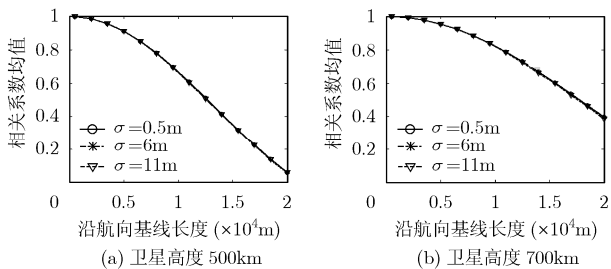 相关系数均值
1
0.8
0.6
0.4
0.2
0
0.5
1
1.5
2
σ=0.5m
σ=6m
σ=11m
沿航向基线长度 (×10⁴m)
(a) 卫星高度 500km
相关系数均值
1
0.8
0.6
0.4
0.2
0
0.5
1
1.5
2
σ=0.5m
σ=6m
σ=11m
沿航向基线长度 (×10⁴m)
(b) 卫星高度 700km